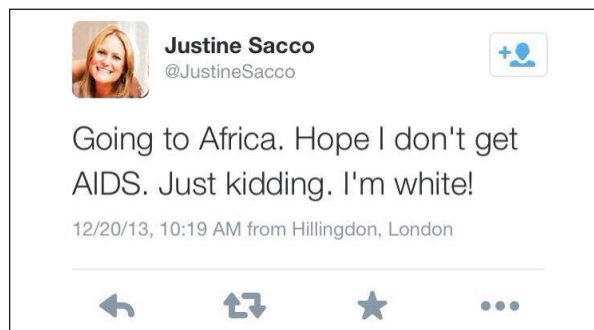 Justine Sacco
@JustineSacco
Going to Africa. Hope I don't get
AIDS. Just kidding. I'm white!
12/20/13, 10:19 AM from Hillingdon, London